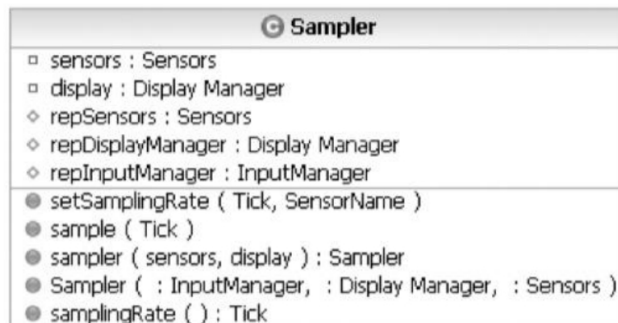 Sampler
sensors : Sensors
display : Display Manager
repSensors : Sensors
repDisplayManager : Display Manager
repInputManager : InputManager
setSamplingRate ( Tick, SensorName )
sample ( Tick )
sampler ( sensors, display ) : Sampler
Sampler ( : InputManager, : Display Manager, : Sensors )
samplingRate ( ) : Tick